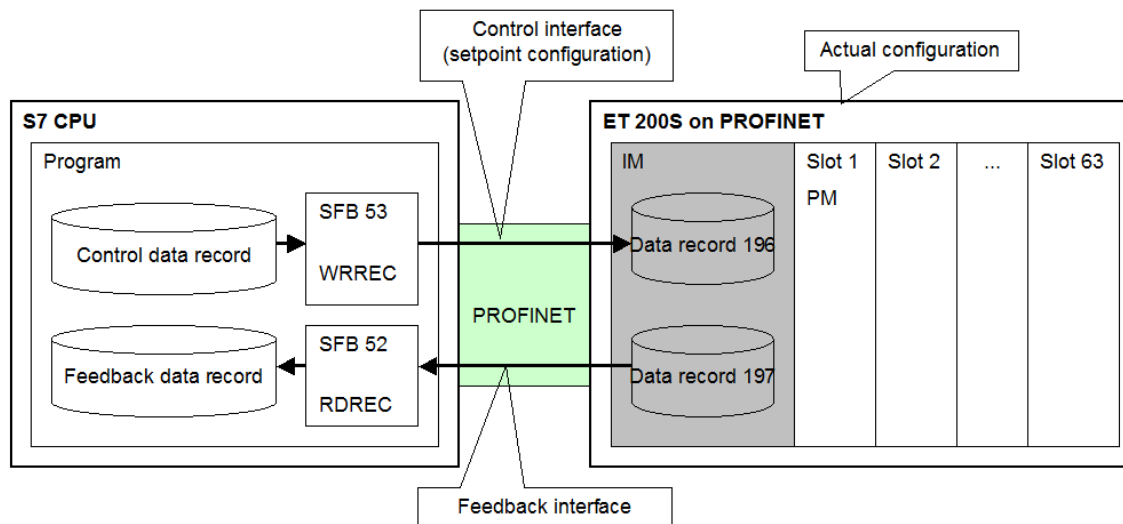 Control interface
(setpoint configuration)
Actual configuration
S7 CPU
Program
Control data record
SFB 53
WRREC
Feedback data record
SFB 52
RDREC
PROFINET
Feedback interface
ET 200S on PROFINET
IM
Data record 196
Data record 197
Slot 1
PM
Slot 2
...
Slot 63